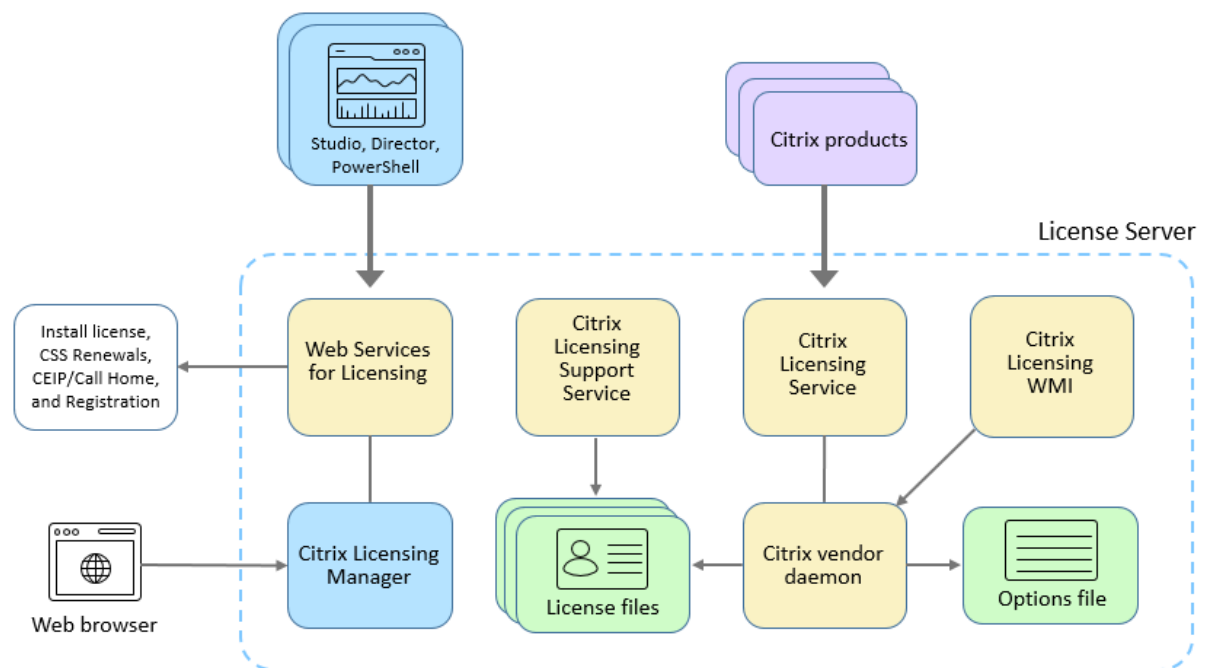 Studio, Director,
PowerShell
Citrix products
License Server
Install license,
CSS Renewals,
CEIP/Call Home,
and Registration
Web Services
for Licensing
Citrix
Licensing
Support
Service
Citrix
Licensing
Service
Citrix
Licensing
WMI
Web browser
Citrix Licensing
Manager
License files
Citrix vendor
daemon
Options file